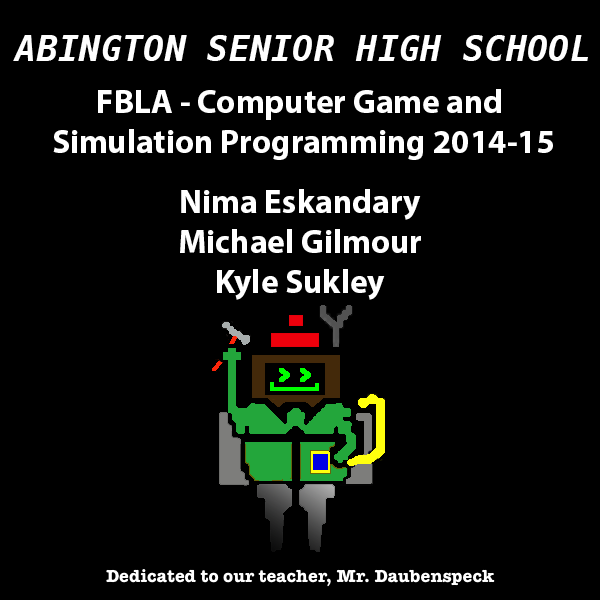 ABINGTON SENIOR HIGH SCHOOL
FBLA - Computer Game and
Simulation Programming 2014-15
Nima Eskandary
Michael Gilmour
Kyle Sukley
Dedicated to our teacher, Mr. Daubenspeck